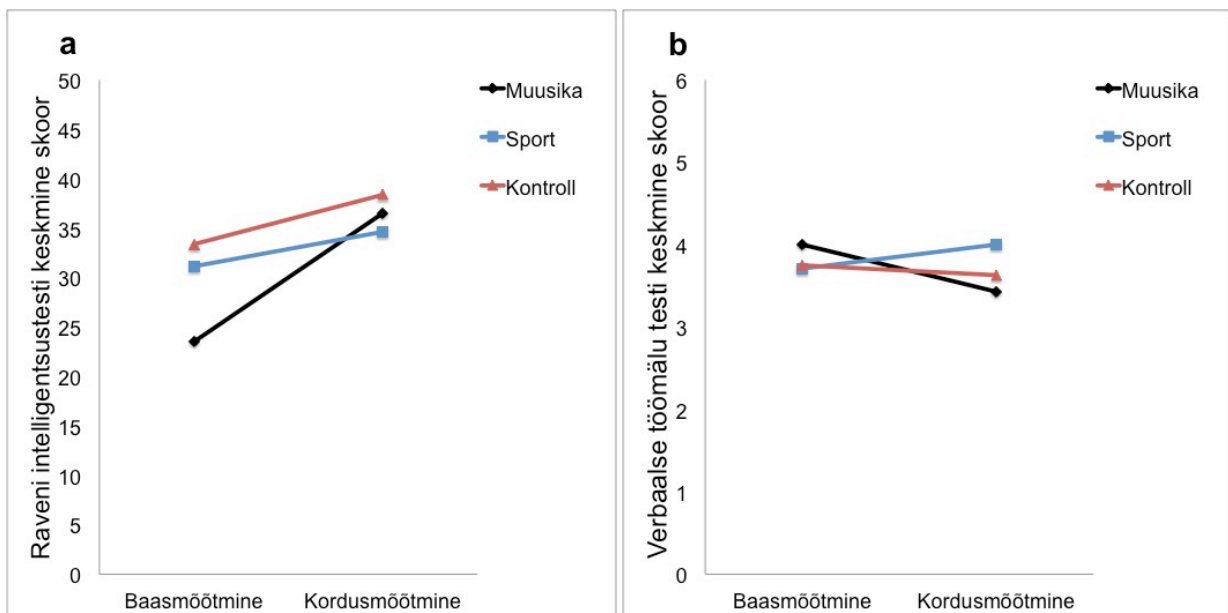 a
Raveni intelligentsustesti keskmine skoor
50
45
40
35
30
25
20
15
10
5
0
Baasmõõtmine
Kordusmõõtmine
Muusika
Sport
Kontroll
b
Verbaalse töömälu testi keskmine skoor
6
5
4
3
2
1
0
Baasmõõtmine
Kordusmõõtmine
Muusika
Sport
Kontroll